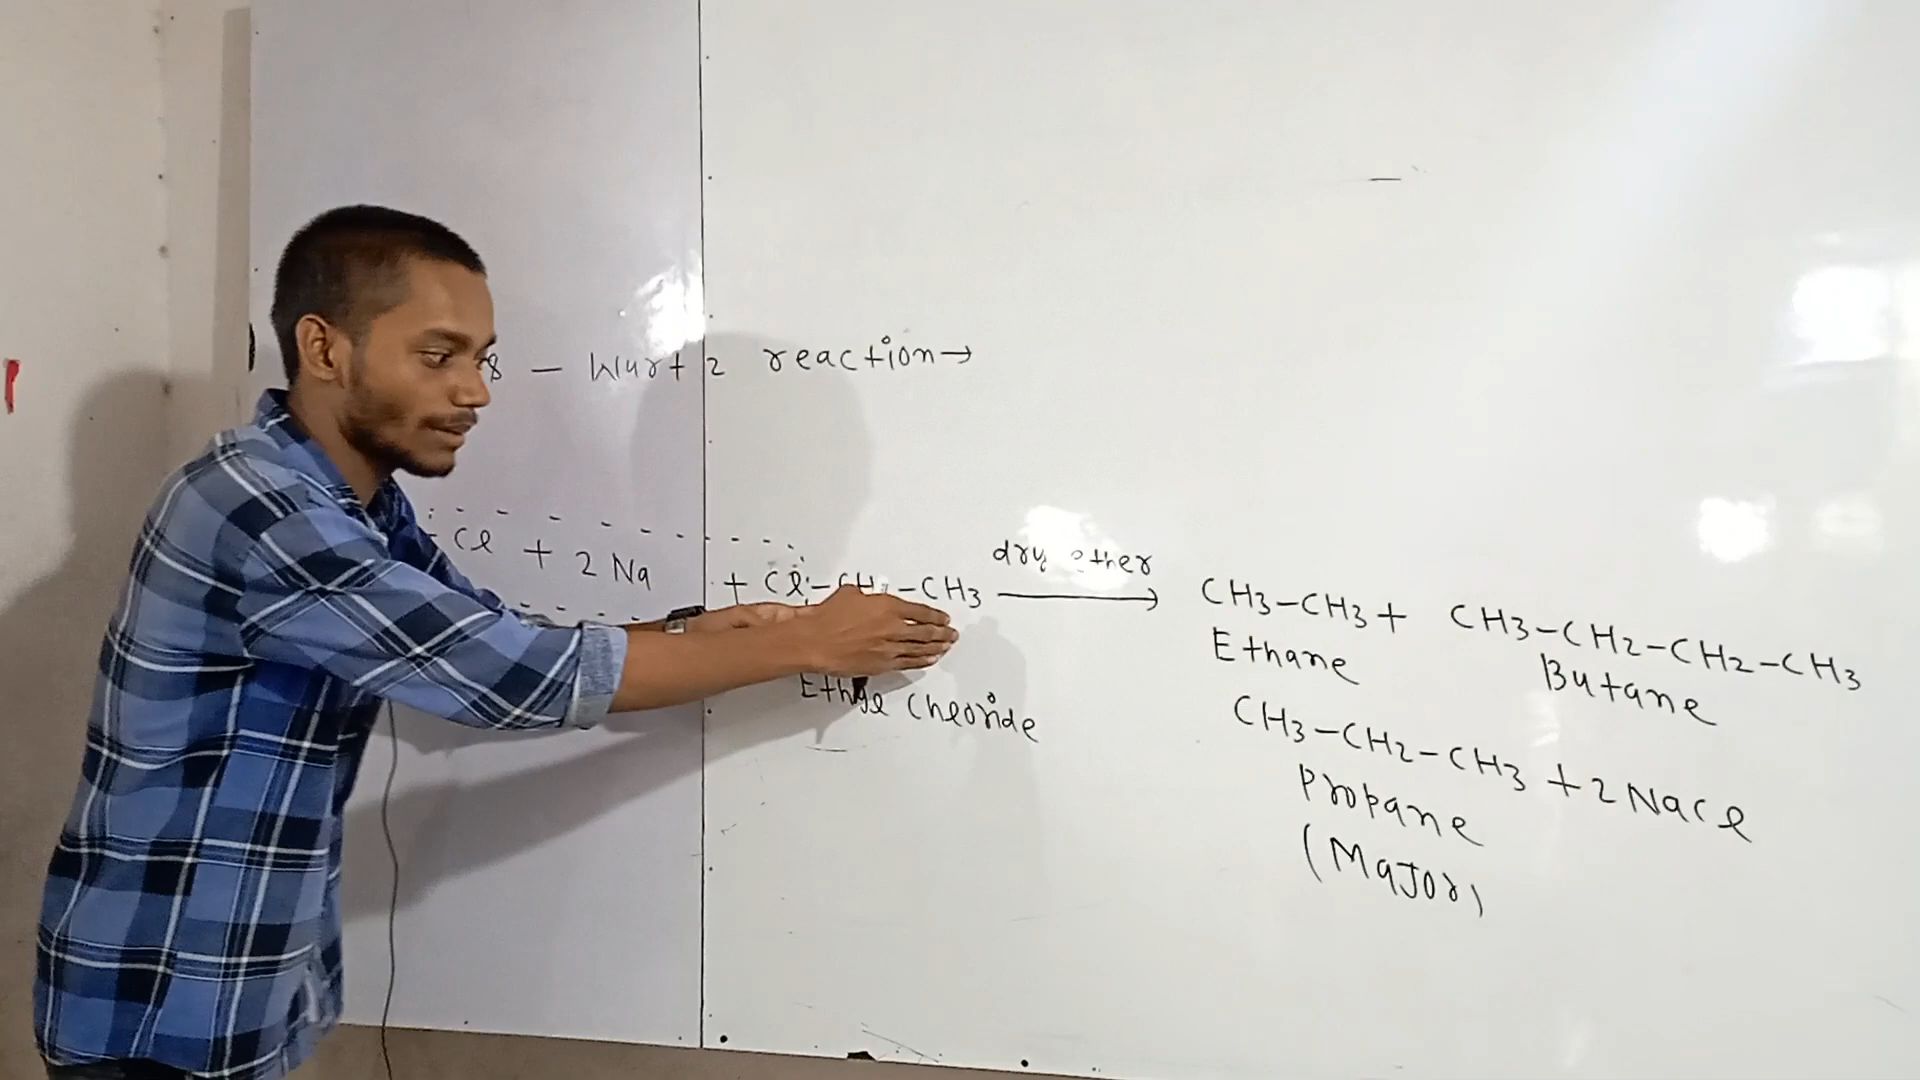 8 – Wurtz reaction→
Cl + 2Na + Cl–CH2–CH3 dry ether → CH3–CH3 + CH3–CH2–CH2–CH3
Ethane Butane
Ethyl Chloride
CH3–CH2–CH3 + 2NaCl
Propane
(Major)